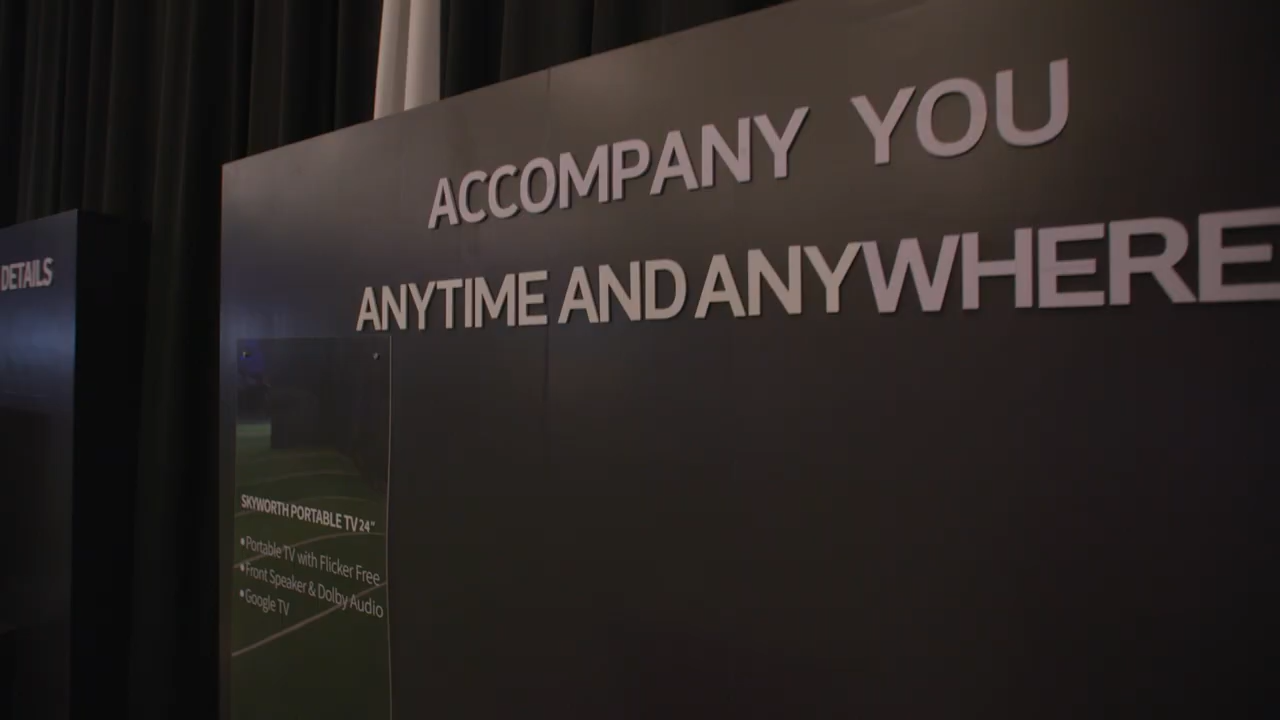 DETAILS
ACCOMPANY YOU
ANYTIME AND ANYWHERE
SKYWORTH PORTABLE TV 24"
•Portable TV with Flicker Free
•Front Speaker & Dolby Audio
•Google TV